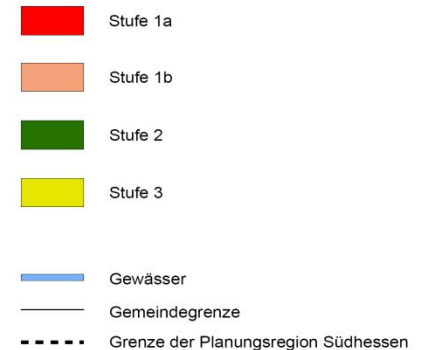 Stufe 1a
Stufe 1b
Stufe 2
Stufe 3
Gewässer
Gemeindegrenze
Grenze der Planungsregion Südhessen